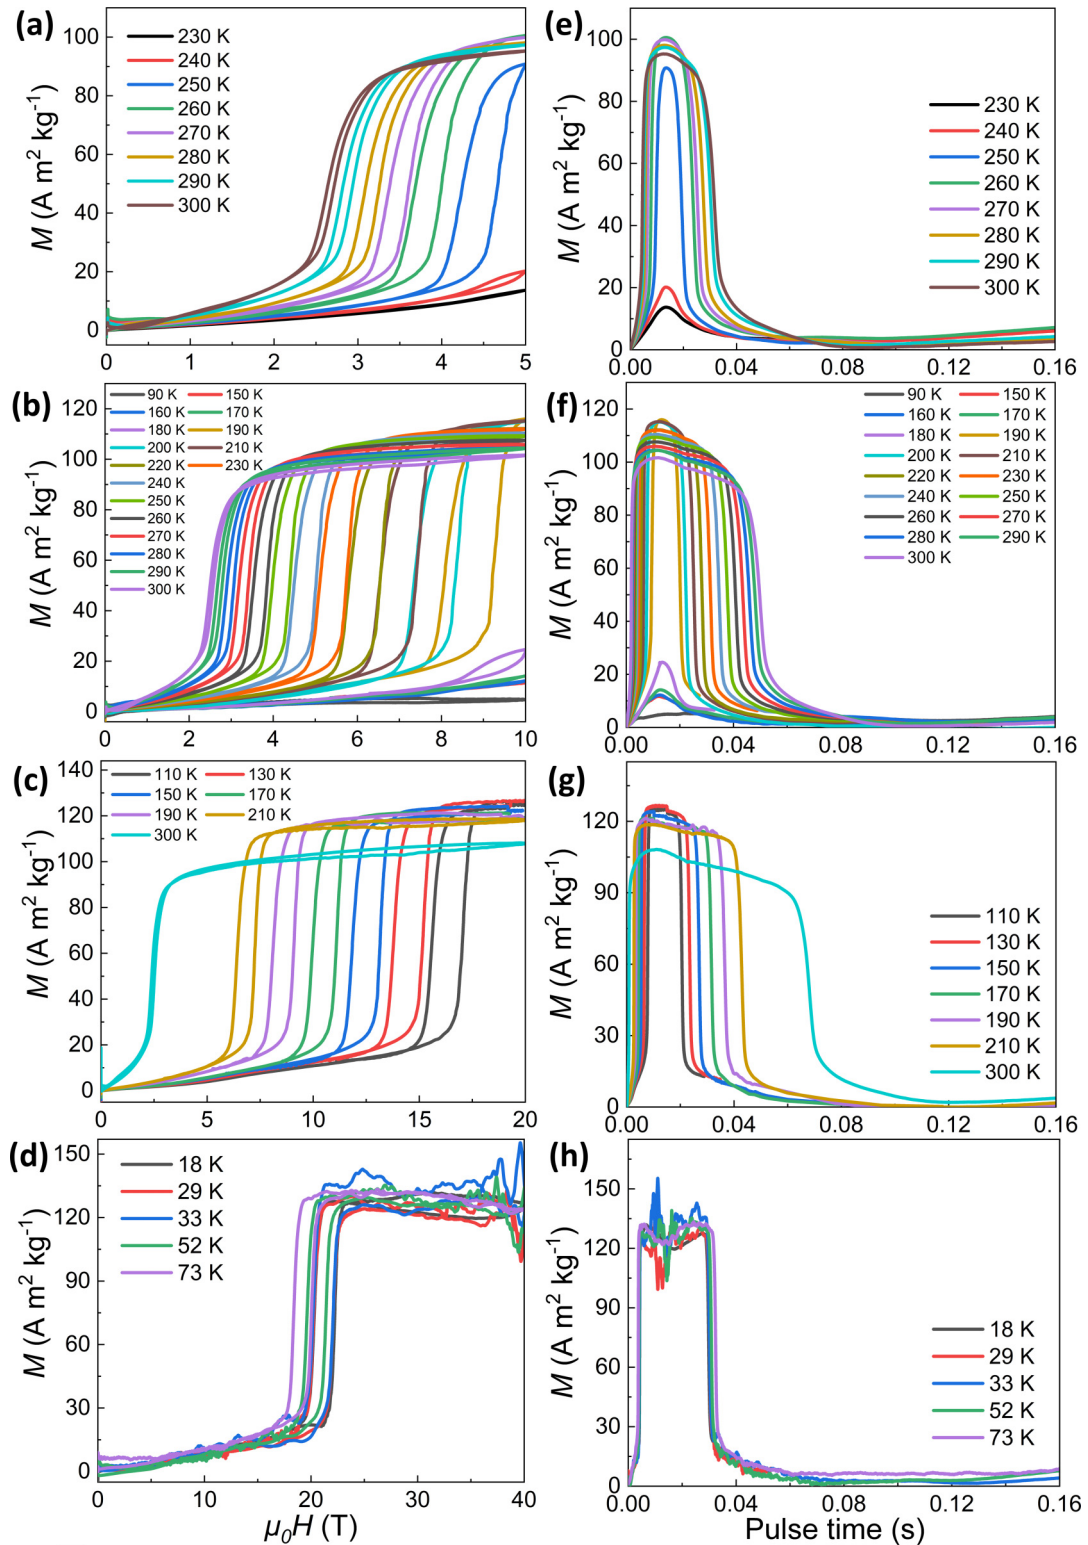 (a)
100
80
60
40
20
0
M (A m² kg⁻¹)
230 K
240 K
250 K
260 K
270 K
280 K
290 K
300 K
0 1 2 3 4 5
(e)
100
80
60
40
20
0
M (A m² kg⁻¹)
230 K
240 K
250 K
260 K
270 K
280 K
290 K
300 K
0.00 0.04 0.08 0.12 0.16
(b)
120
100
80
60
40
20
0
M (A m² kg⁻¹)
90 K 150 K
160 K 170 K
180 K 190 K
200 K 210 K
220 K 230 K
240 K
250 K
260 K
270 K
280 K
290 K
300 K
0 2 4 6 8 10
(f)
120
100
80
60
40
20
0
M (A m² kg⁻¹)
90 K 150 K
160 K 170 K
180 K 190 K
200 K 210 K
220 K 230 K
240 K 250 K
260 K 270 K
280 K 290 K
300 K
0.00 0.04 0.08 0.12 0.16
(c)
140
120
100
80
60
40
20
0
M (A m² kg⁻¹)
110 K 130 K
150 K 170 K
190 K 210 K
300 K
0 5 10 15 20
(g)
120
90
60
30
0
M (A m² kg⁻¹)
110 K
130 K
150 K
170 K
190 K
210 K
300 K
0.00 0.04 0.08 0.12 0.16
(d)
150
120
90
60
30
0
M (A m² kg⁻¹)
18 K
29 K
33 K
52 K
73 K
0 10 20 30 40
μ₀H (T)
(h)
150
120
90
60
30
0
M (A m² kg⁻¹)
18 K
29 K
33 K
52 K
73 K
0.00 0.04 0.08 0.12 0.16
Pulse time (s)